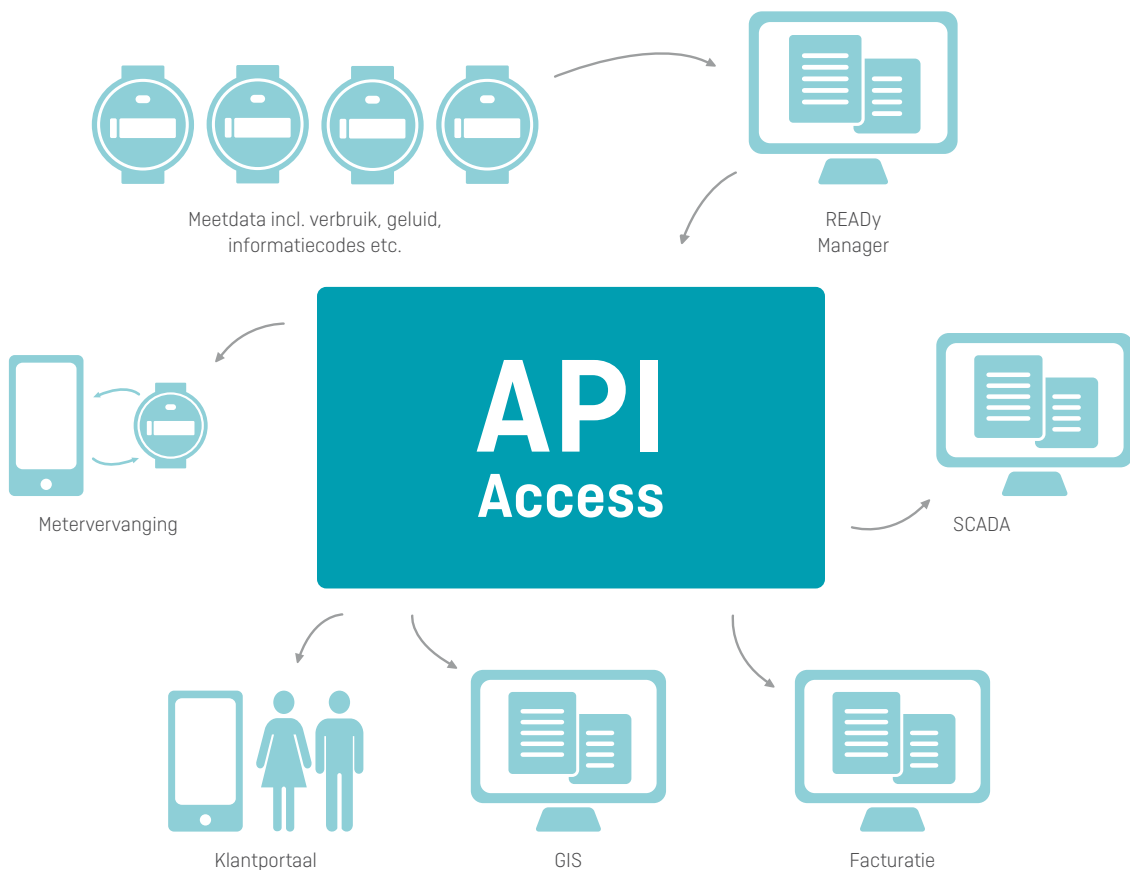 Meetdata incl. verbruik, geluid,
informatiecodes etc.
READy
Manager
API
Access
Metervervanging
SCADA
Klantportaal
GIS
Facturatie